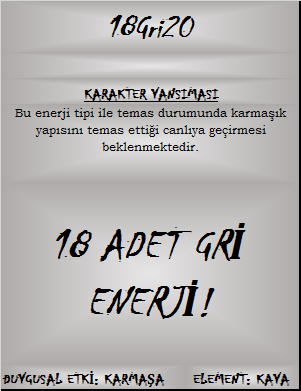 18Gri20
KARAKTER YANSIMASI
Bu enerji tipi ile temas durumunda karmaşık
yapısını temas ettiği canlıya geçirmesi
beklenmektedir.
18 ADET GRİ
ENERJİ!
DUYGUSAL ETKİ: KARMAŞA ELEMENT: KAYA